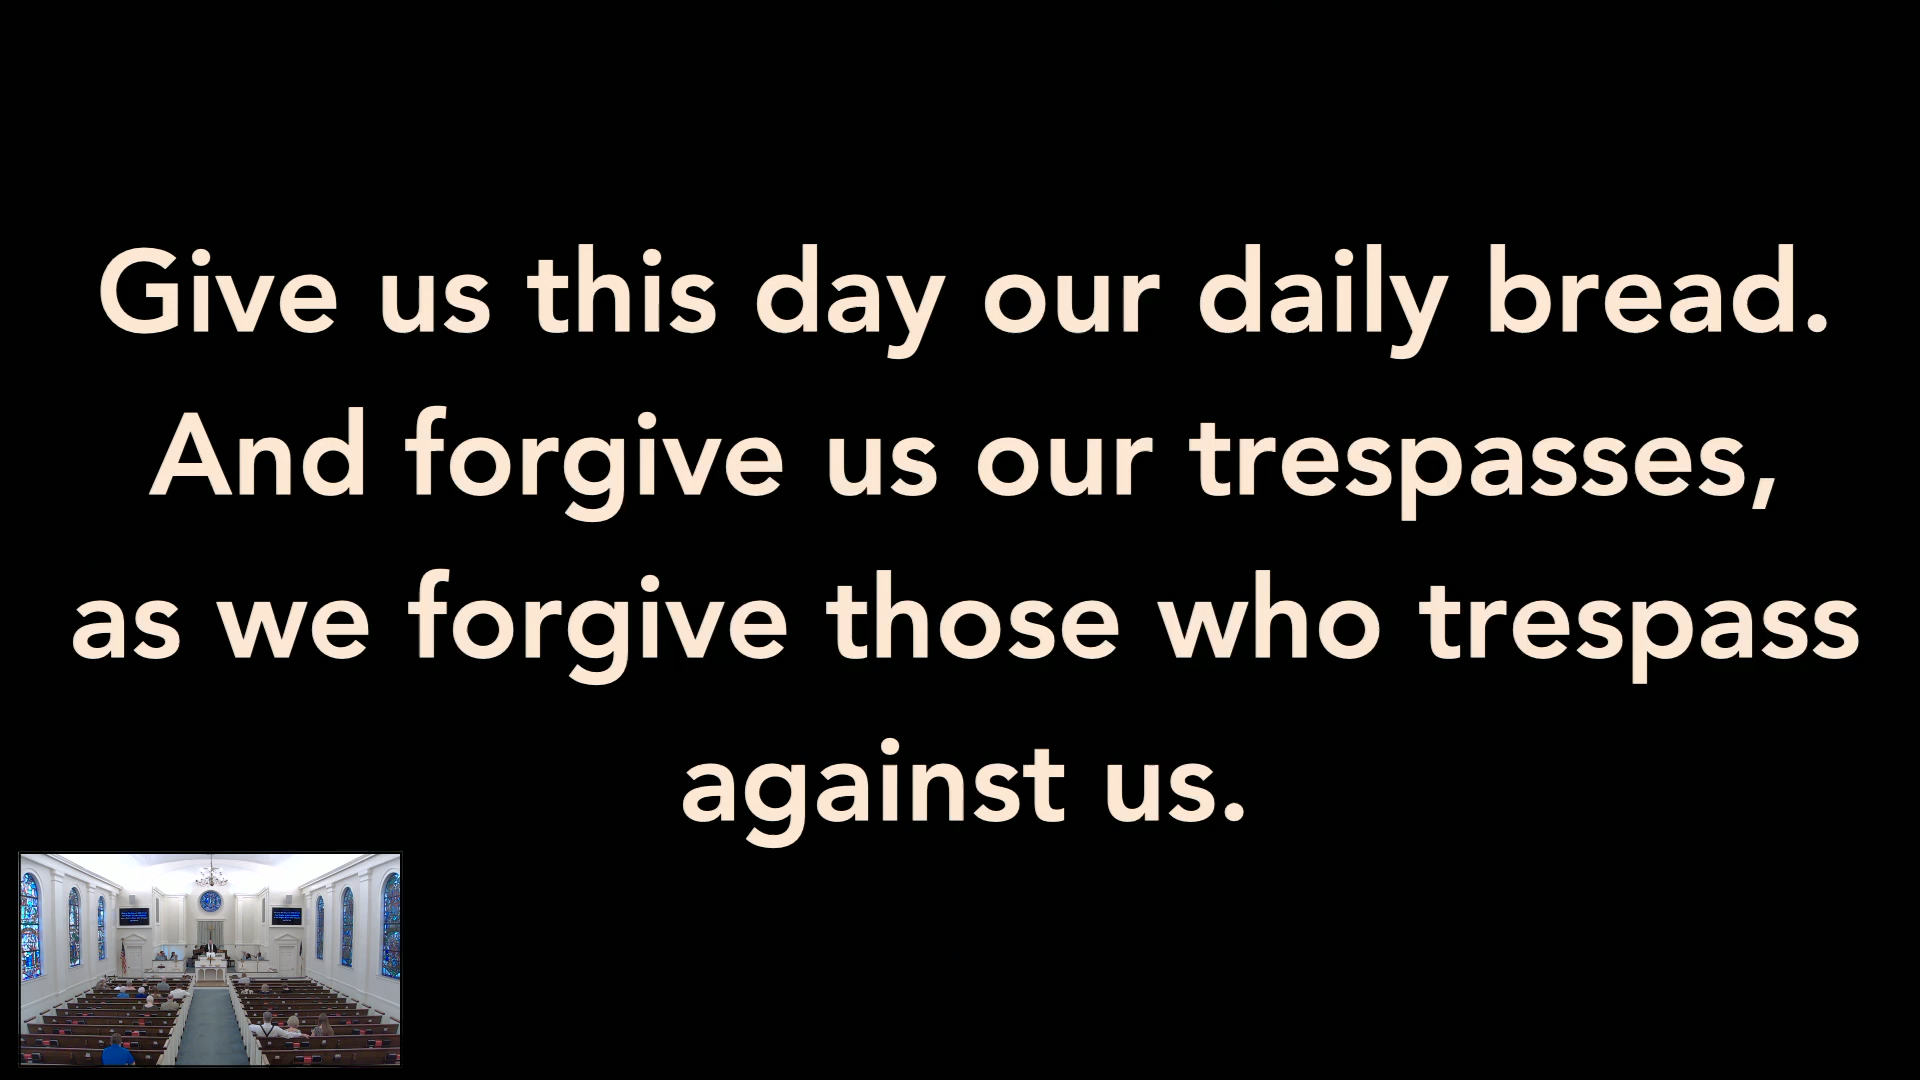 Give us this day our daily bread.
And forgive us our trespasses,
as we forgive those who trespass
against us.